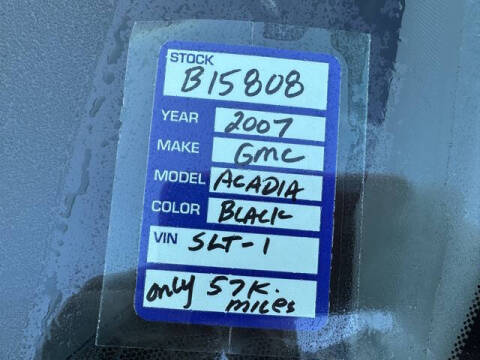 STOCK
B15808
YEAR 2007
MAKE GMC
MODEL ACADIA
COLOR BLACK
VIN SLT-1
only 57K.
miles